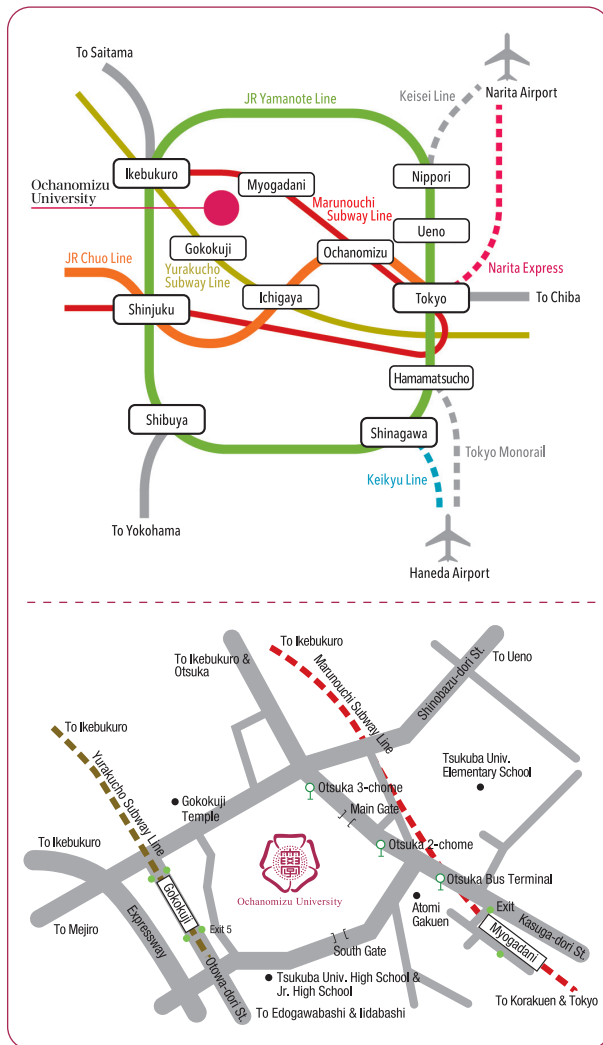 To Saitama
JR Yamanote Line
Keisei Line
Narita Airport
Ikebukuro
Myogadani
Nippori
Ochanomizu
University
Marunouchi
Subway Line
Ueno
Gokokuji
Ochanomizu
JR Chuo Line
Yurakucho
Subway Line
Narita Express
Ichigaya
Shinjuku
Tokyo
To Chiba
Hamamatsucho
Shibuya
Shinagawa
Tokyo Monorail
Keikyu Line
To Yokohama
Haneda Airport
To Ikebukuro
To Ikebukuro &
Otsuka
Marunouchi Subway Line
Shinobazu-dori St.
To Ueno
To Ikebukuro
Yurakucho Subway Line
Tsukuba Univ.
Elementary School
Otsuka 3-chome
Gokokuji
Temple
Main Gate
To Ikebukuro
Otsuka 2-chome
Otsuka Bus Terminal
Gokokuji
Ochanomizu University
Exit
Atomi
Gakuen
Kasuga-dori St.
To Mejiro
Expressway
Exit 5
Myogadani
South Gate
Otowa-dori St.
Tsukuba Univ. High School &
Jr. High School
To Korakuen & Tokyo
To Edogawabashi & Iidabashi